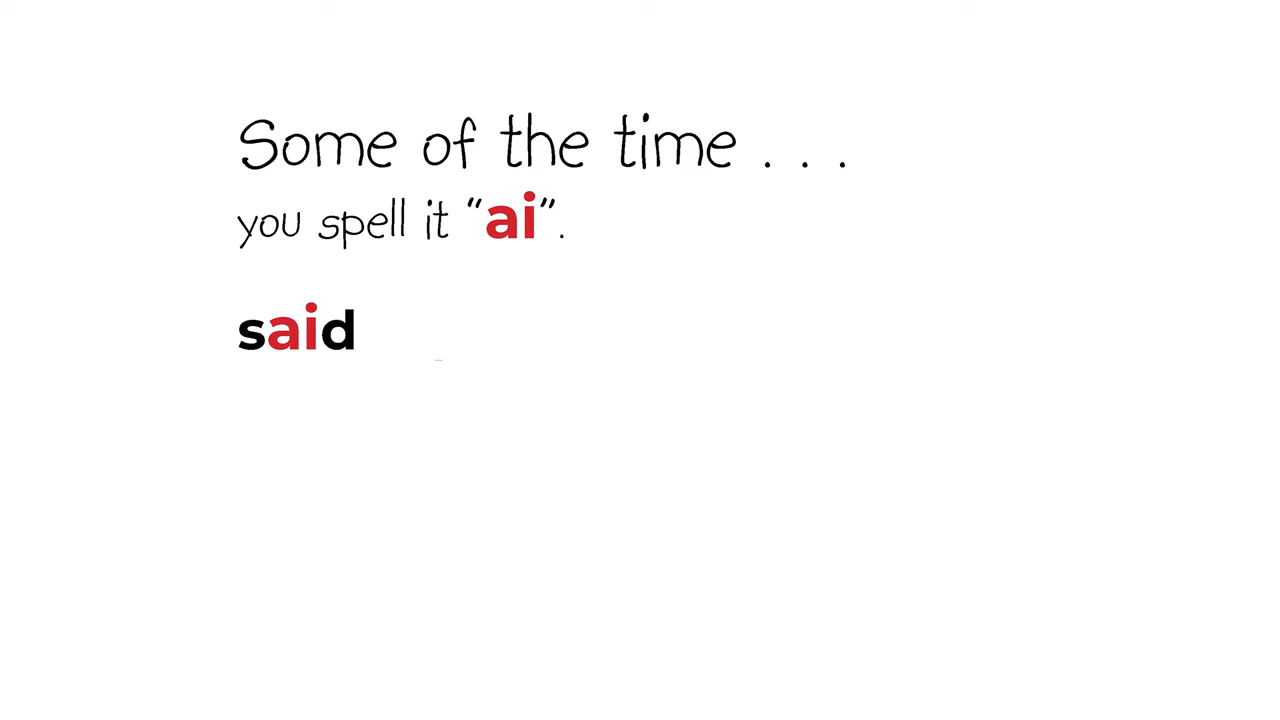 Some of the time . . .
you spell it "ai".
said